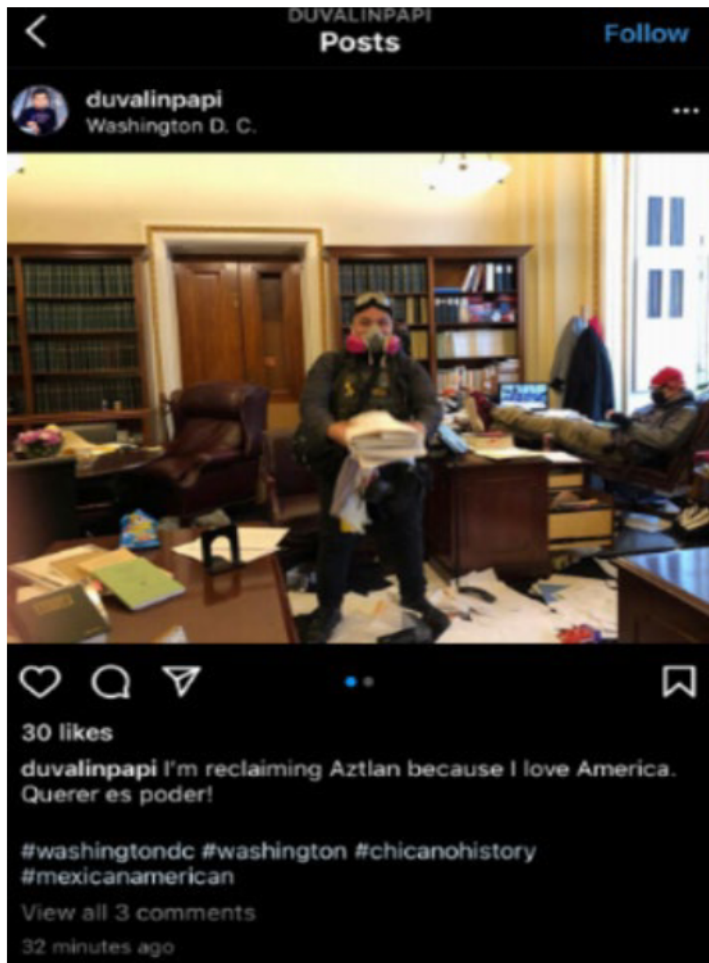 DUVALINPAPI
Posts
Follow
duvalinpapi
Washington D. C.
30 likes
duvalinpapi I'm reclaiming Aztlan because I love America.
Querer es poder!
#washingtondc #washington #chicanohistory
#mexicanamerican
View all 3 comments
32 minutes ago